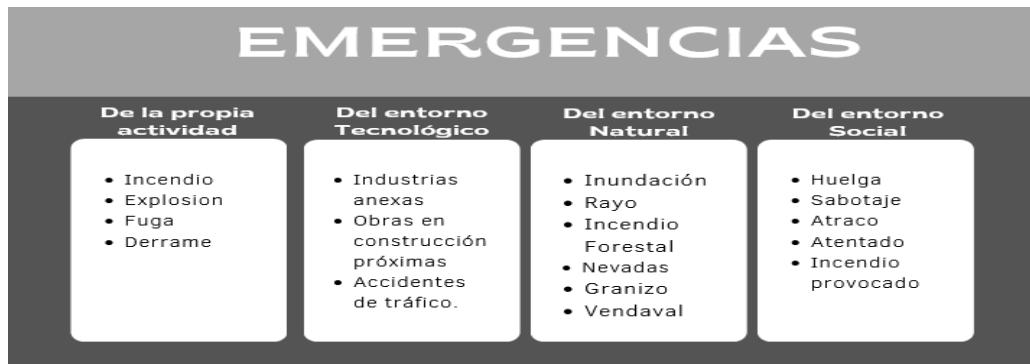 EMERGENCIAS
De la propia
actividad
• Incendio
• Explosion
• Fuga
• Derrame
Del entorno
Tecnológico
• Industrias
anexas
• Obras en
construcción
próximas
• Accidentes
de tráfico.
Del entorno
Natural
• Inundación
• Rayo
• Incendio
Forestal
• Nevadas
• Granizo
• Vendaval
Del entorno
Social
• Huelga
• Sabotaje
• Atraco
• Atentado
• Incendio
provocado